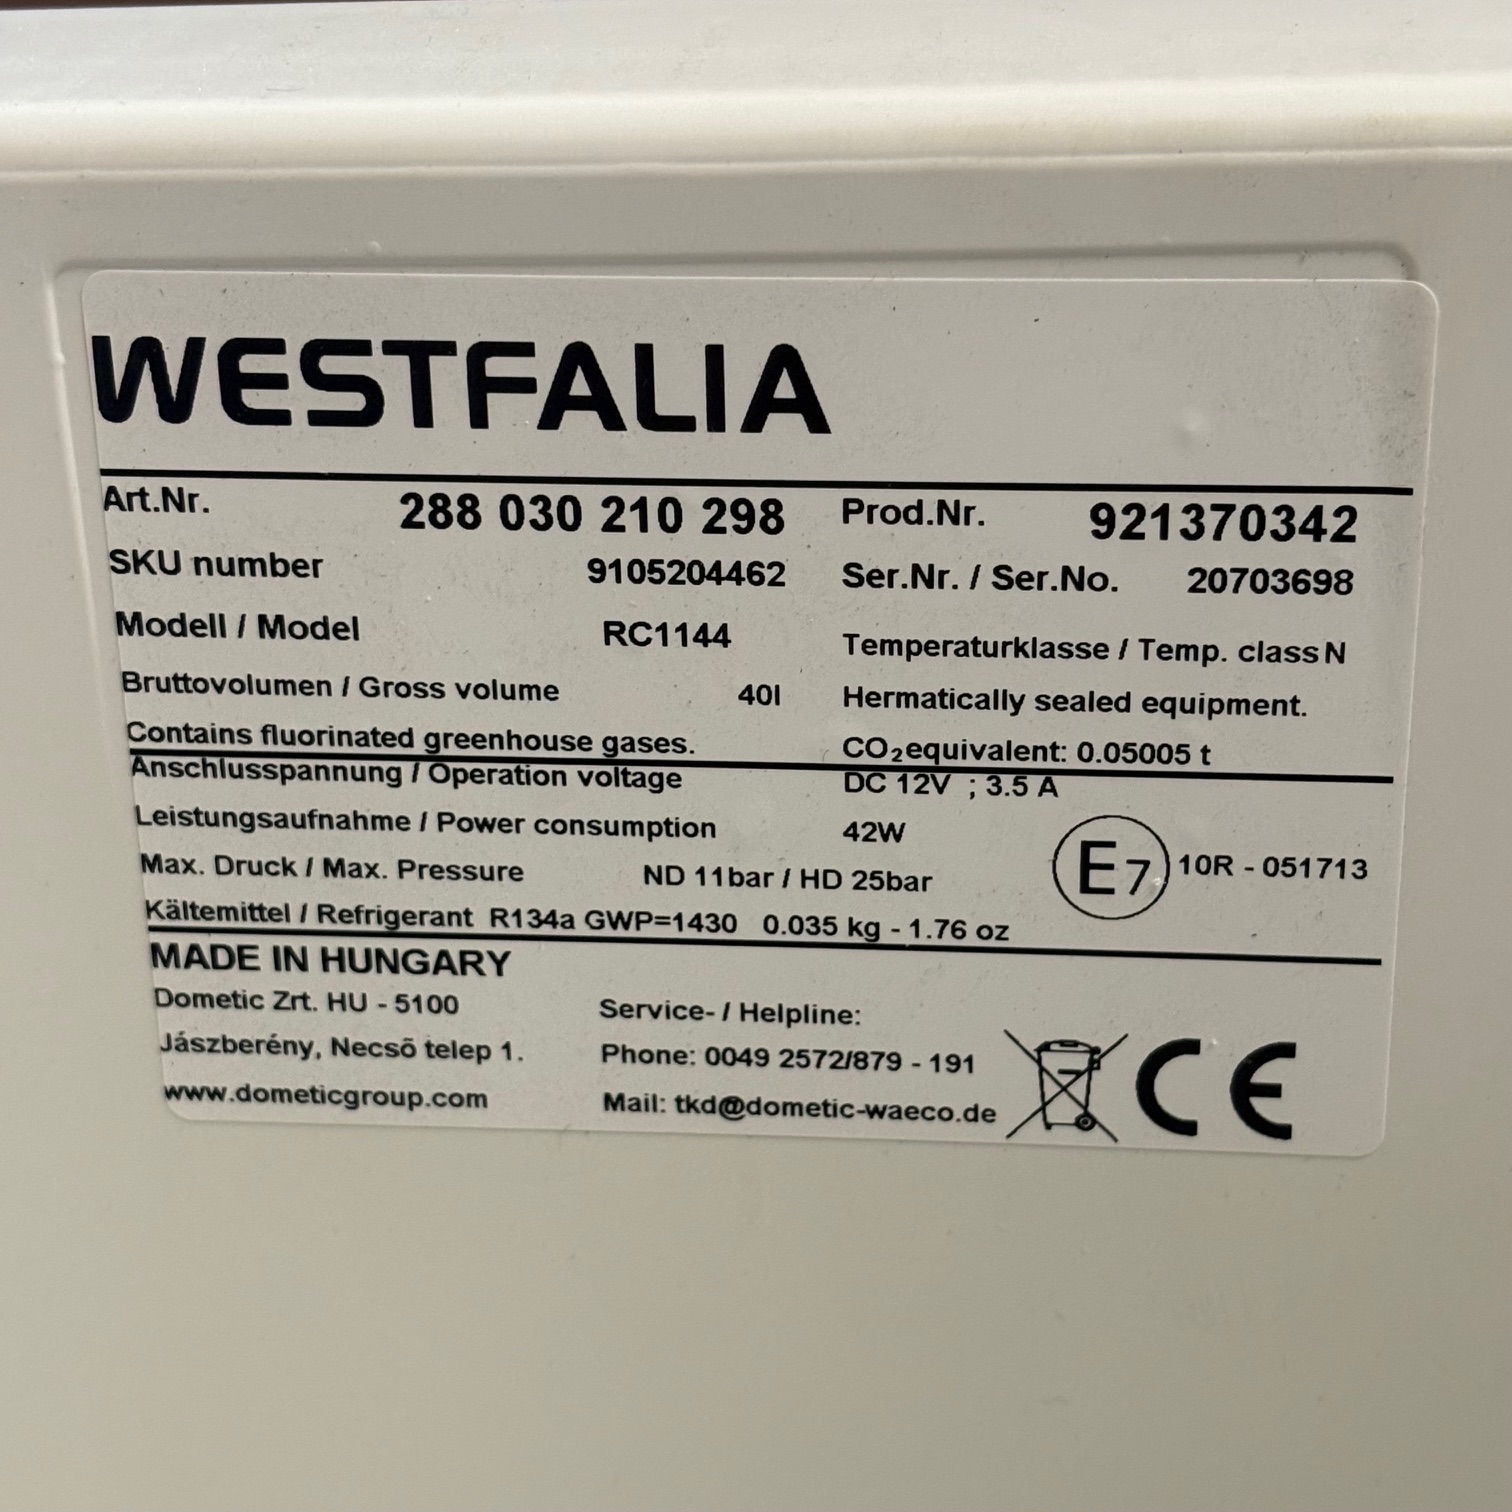 WESTFALIA
Art.Nr. 288 030 210 298 Prod.Nr. 921370342
SKU number 9105204462 Ser.Nr. / Ser.No. 20703698
Modell / Model RC1144 Temperaturklasse / Temp. class N
Bruttovolumen / Gross volume 40l Hermatically sealed equipment.
Contains fluorinated greenhouse gases. CO₂equivalent: 0.05005 t
Anschlusspannung / Operation voltage DC 12V ; 3.5 A
Leistungsaufnahme / Power consumption 42W
Max. Druck / Max. Pressure ND 11bar / HD 25bar E7 10R - 051713
Kältemittel / Refrigerant R134a GWP=1430 0.035 kg - 1.76 oz
MADE IN HUNGARY
Dometic Zrt. HU - 5100 Service- / Helpline:
Jászberény, Necsõ telep 1. Phone: 0049 2572/879 - 191
www.dometicgroup.com Mail: tkd@dometic-waeco.de CE